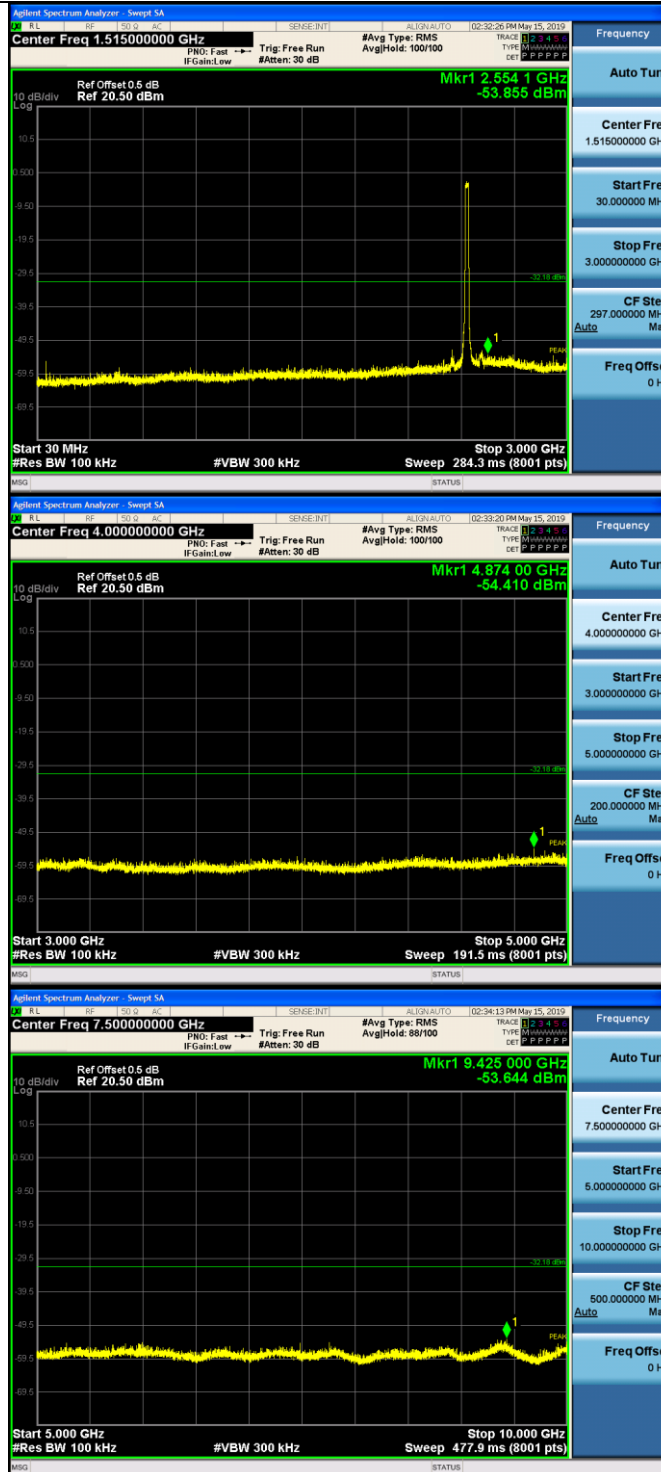 Agilent Spectrum Analyzer - Swept SA
RL RF 50 Ω AC SENSE:INT ALIGNAUTO 02:32:26 PM May 15, 2019
Center Freq 1.515000000 GHz
PNO: Fast
IFGain:Low
Trig: Free Run
#Atten: 30 dB
#Avg Type: RMS
Avg|Hold: 100/100
TRACE 1 2 3 4 5 6
TYPE M
DET P P P P P P
Mkr1 2.554 1 GHz
-53.855 dBm
Ref Offset 0.5 dB
10 dB/div Ref 20.50 dBm
Log
10.5
0.500
-9.50
-19.5
-29.5
-32.18 dBm
-39.5
-49.5
1
PEAK
-59.5
-69.5
Start 30 MHz Stop 3.000 GHz
#Res BW 100 kHz #VBW 300 kHz Sweep 284.3 ms (8001 pts)
MSG STATUS
Frequency
Auto Tun
Center Fre
1.515000000 GH
Start Fre
30.000000 MH
Stop Fre
3.000000000 GH
CF Ste
297.000000 MH
Auto Ma
Freq Offse
0 H
Agilent Spectrum Analyzer - Swept SA
RL RF 50 Ω AC SENSE:INT ALIGNAUTO 02:33:20 PM May 15, 2019
Center Freq 4.000000000 GHz
PNO: Fast
IFGain:Low
Trig: Free Run
#Atten: 30 dB
#Avg Type: RMS
Avg|Hold: 100/100
TRACE 1 2 3 4 5 6
TYPE M
DET P P P P P P
Mkr1 4.874 00 GHz
-54.410 dBm
Ref Offset 0.5 dB
10 dB/div Ref 20.50 dBm
Log
10.5
0.500
-9.50
-19.5
-29.5
-32.18 dBm
-39.5
-49.5
1
PEAK
-59.5
-69.5
Start 3.000 GHz Stop 5.000 GHz
#Res BW 100 kHz #VBW 300 kHz Sweep 191.5 ms (8001 pts)
MSG STATUS
Frequency
Auto Tun
Center Fre
4.000000000 GH
Start Fre
3.000000000 GH
Stop Fre
5.000000000 GH
CF Ste
200.000000 MH
Auto Ma
Freq Offse
0 H
Agilent Spectrum Analyzer - Swept SA
RL RF 50 Ω AC SENSE:INT ALIGNAUTO 02:34:13 PM May 15, 2019
Center Freq 7.500000000 GHz
PNO: Fast
IFGain:Low
Trig: Free Run
#Atten: 30 dB
#Avg Type: RMS
Avg|Hold: 88/100
TRACE 1 2 3 4 5 6
TYPE M
DET P P P P P P
Mkr1 9.425 000 GHz
-53.644 dBm
Ref Offset 0.5 dB
10 dB/div Ref 20.50 dBm
Log
10.5
0.500
-9.50
-19.5
-29.5
-32.18 dBm
-39.5
-49.5
1
PEAK
-59.5
-69.5
Start 5.000 GHz Stop 10.000 GHz
#Res BW 100 kHz #VBW 300 kHz Sweep 477.9 ms (8001 pts)
MSG STATUS
Frequency
Auto Tun
Center Fre
7.500000000 GH
Start Fre
5.000000000 GH
Stop Fre
10.000000000 GH
CF Ste
500.000000 MH
Auto Ma
Freq Offse
0 H